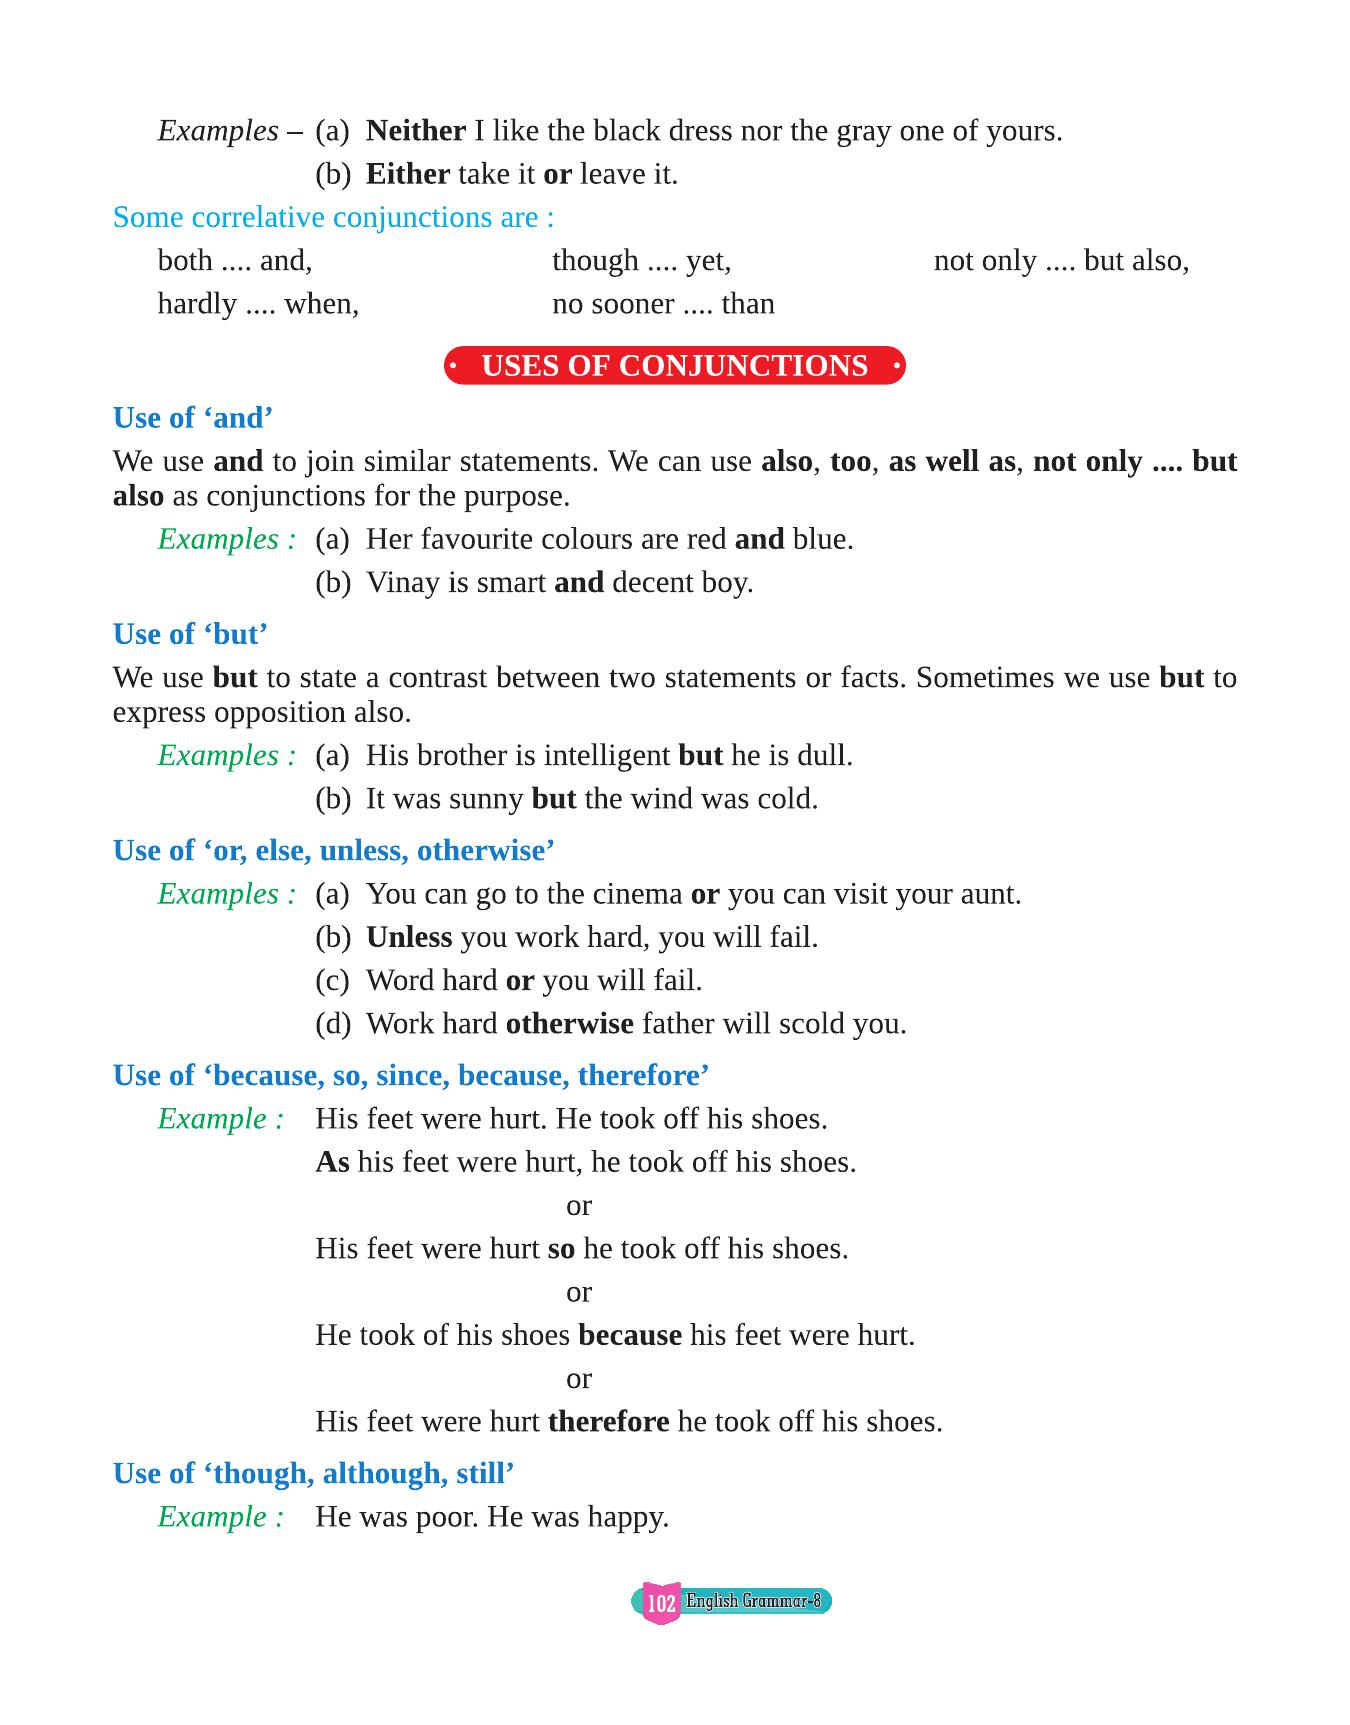 Examples – (a) Neither I like the black dress nor the gray one of yours.
(b) Either take it or leave it.
Some correlative conjunctions are :
both .... and, though .... yet, not only .... but also,
hardly .... when, no sooner .... than
USES OF CONJUNCTIONS
Use of ‘and’
We use and to join similar statements. We can use also, too, as well as, not only .... but
also as conjunctions for the purpose.
Examples : (a) Her favourite colours are red and blue.
(b) Vinay is smart and decent boy.
Use of ‘but’
We use but to state a contrast between two statements or facts. Sometimes we use but to
express opposition also.
Examples : (a) His brother is intelligent but he is dull.
(b) It was sunny but the wind was cold.
Use of ‘or, else, unless, otherwise’
Examples : (a) You can go to the cinema or you can visit your aunt.
(b) Unless you work hard, you will fail.
(c) Word hard or you will fail.
(d) Work hard otherwise father will scold you.
Use of ‘because, so, since, because, therefore’
Example : His feet were hurt. He took off his shoes.
As his feet were hurt, he took off his shoes.
or
His feet were hurt so he took off his shoes.
or
He took of his shoes because his feet were hurt.
or
His feet were hurt therefore he took off his shoes.
Use of ‘though, although, still’
Example : He was poor. He was happy.
102 English Grammar-8